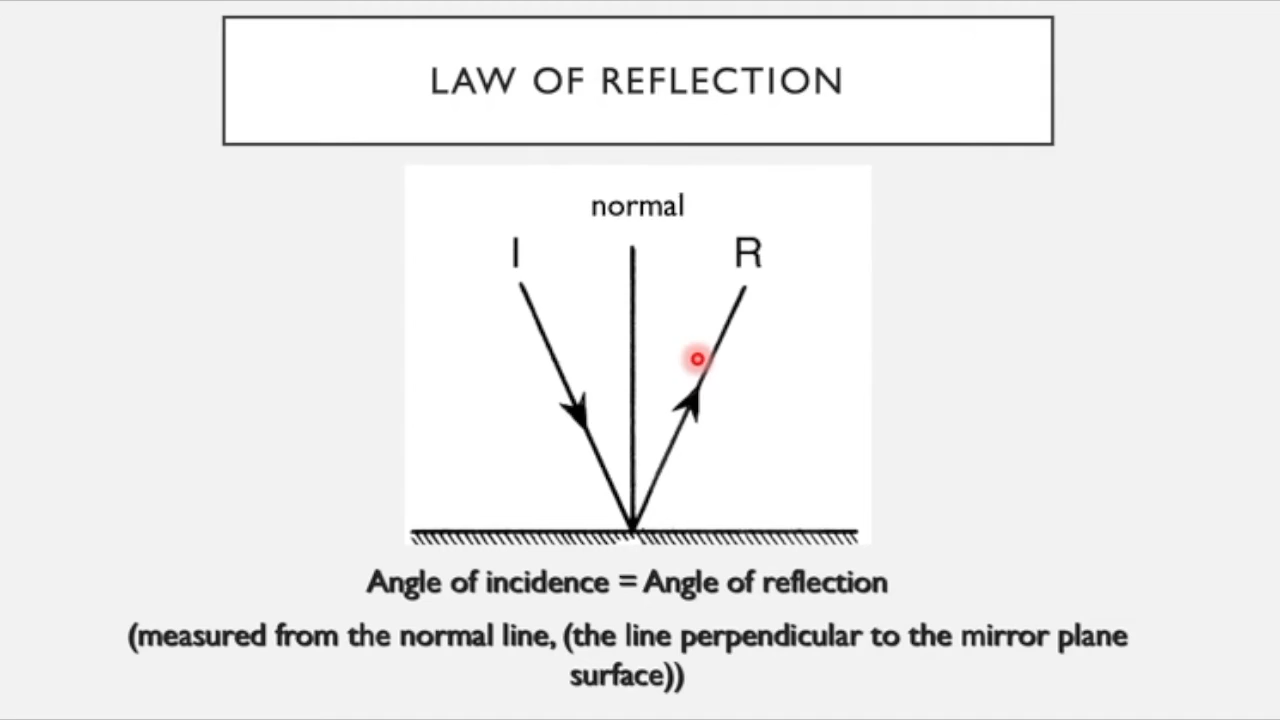 LAW OF REFLECTION
normal
I
R
Angle of incidence = Angle of reflection
(measured from the normal line, (the line perpendicular to the mirror plane
surface))